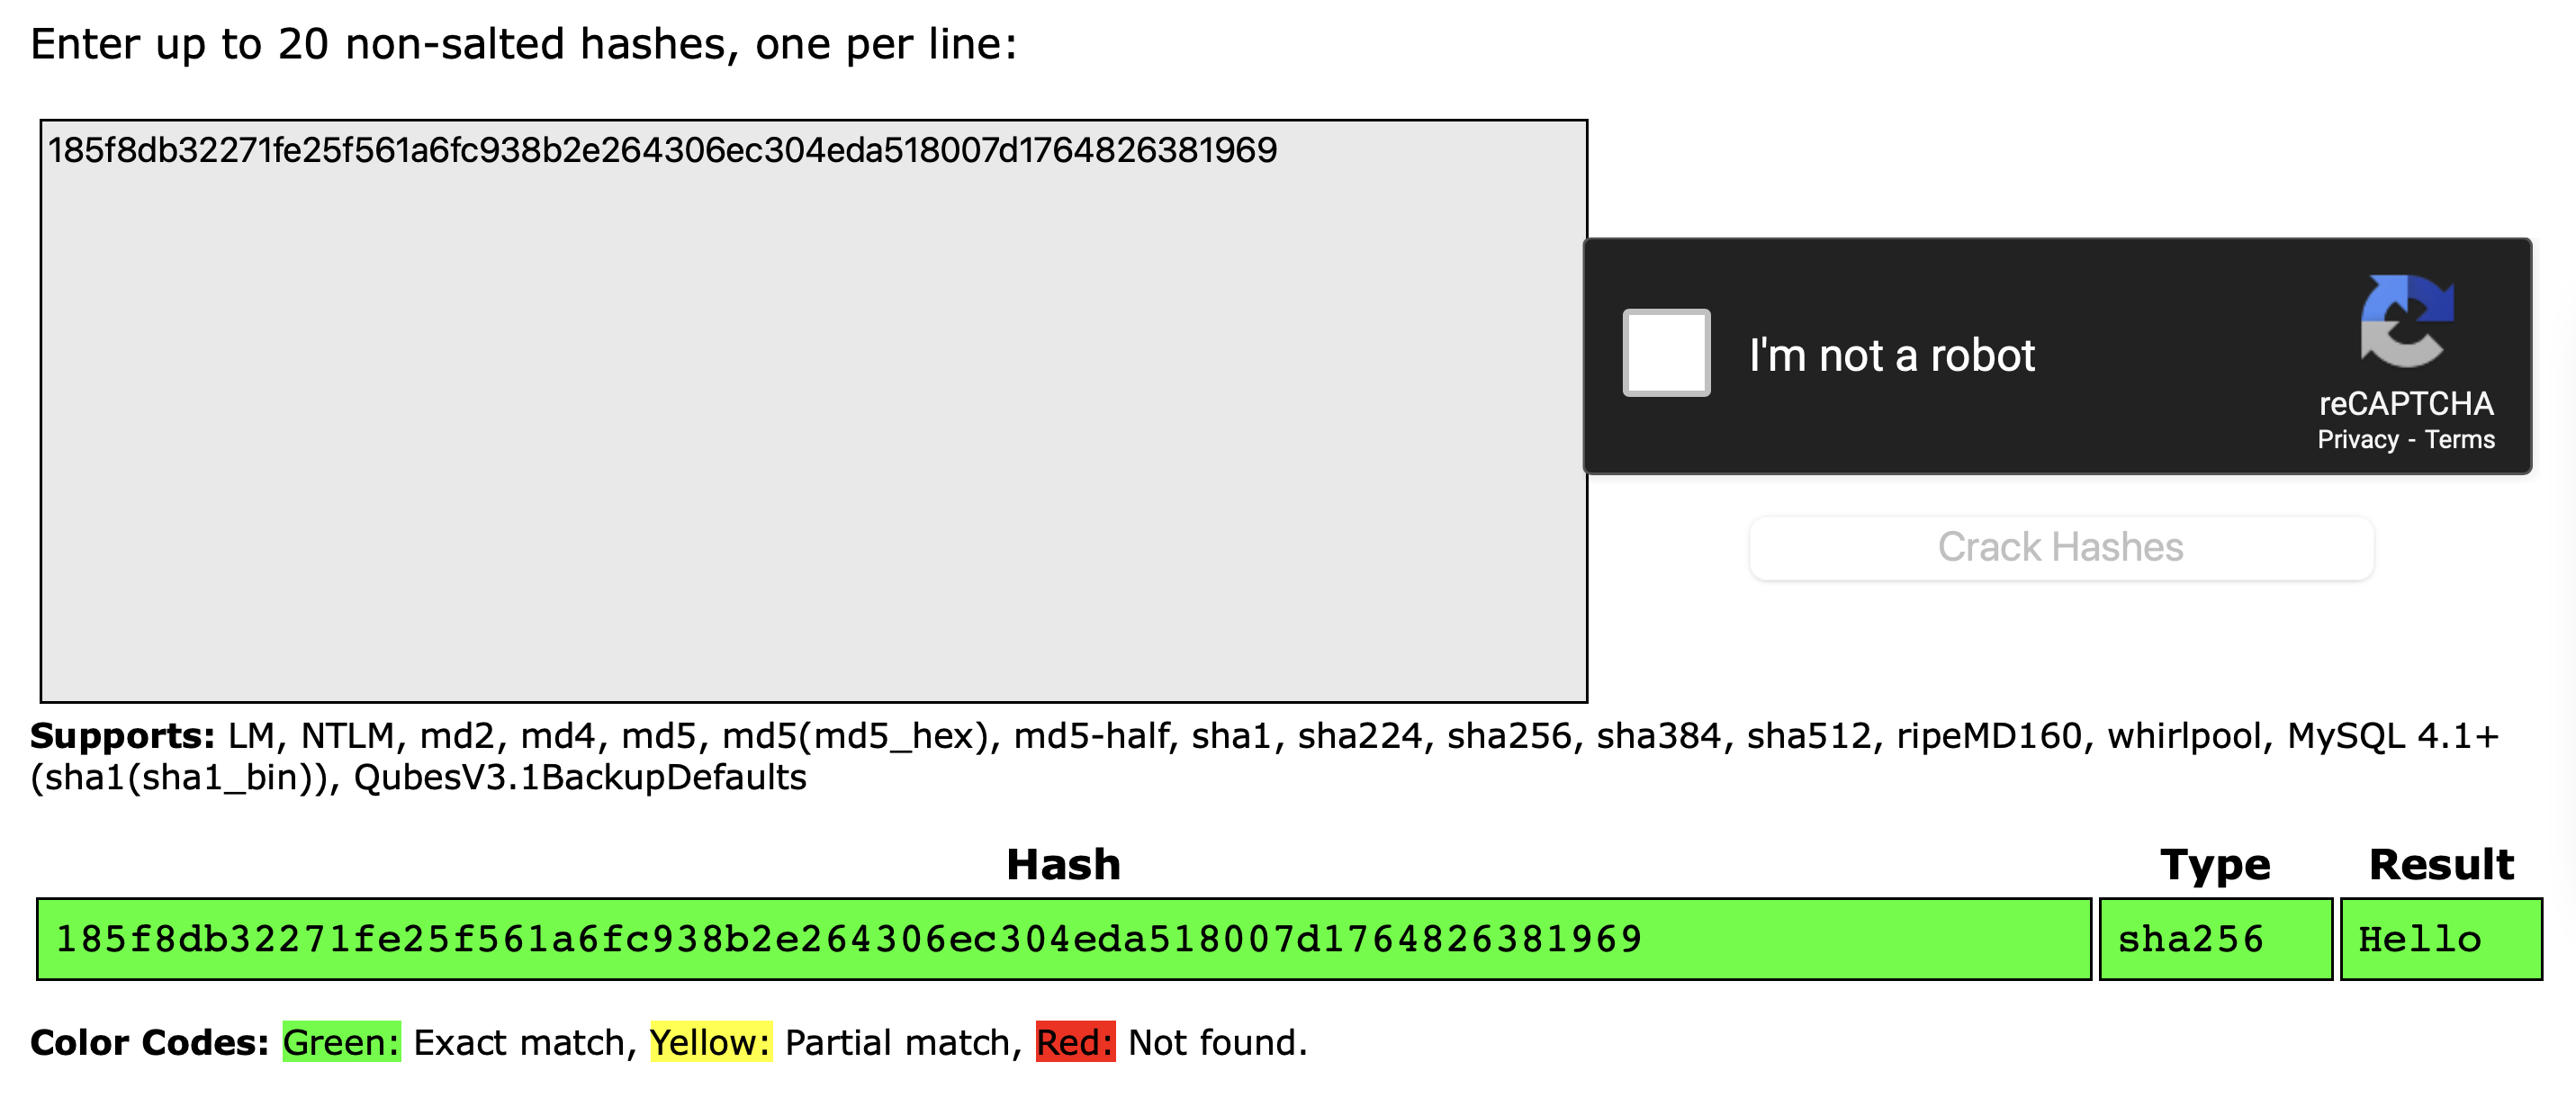 Enter up to 20 non-salted hashes, one per line:
185f8db32271fe25f561a6fc938b2e264306ec304eda518007d1764826381969
I'm not a robot
reCAPTCHA
Privacy - Terms
Crack Hashes
Supports: LM, NTLM, md2, md4, md5, md5(md5_hex), md5-half, sha1, sha224, sha256, sha384, sha512, ripeMD160, whirlpool, MySQL 4.1+
(sha1(sha1_bin)), QubesV3.1BackupDefaults
Hash Type Result
185f8db32271fe25f561a6fc938b2e264306ec304eda518007d1764826381969 sha256 Hello
Color Codes: Green: Exact match, Yellow: Partial match, Red: Not found.